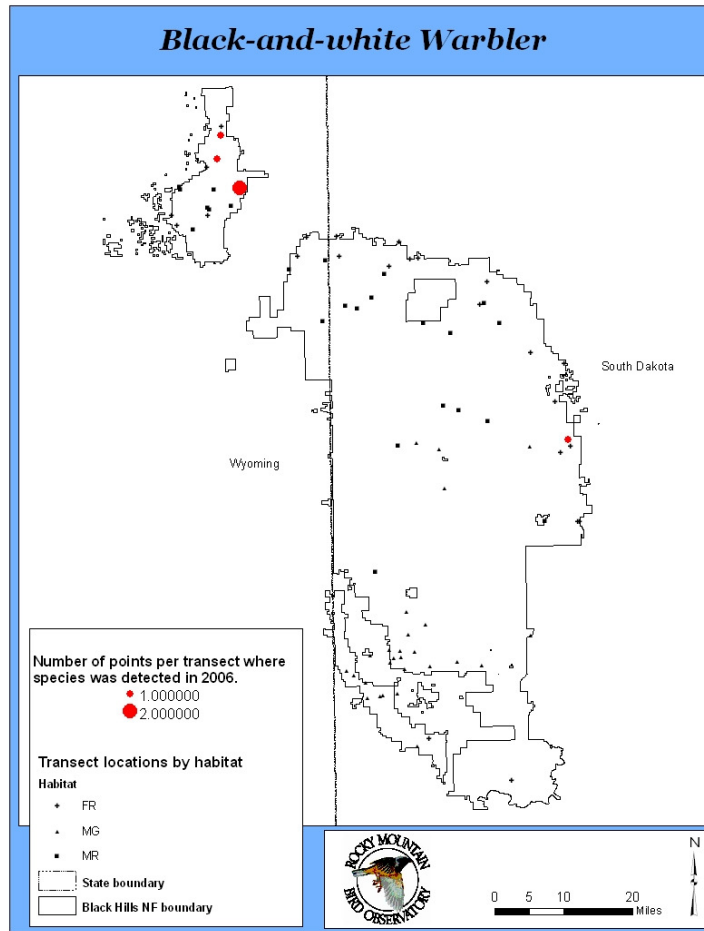 Black-and-white Warbler
South Dakota
Wyoming
Number of points per transect where
species was detected in 2006.
1.000000
2.000000
Transect locations by habitat
Habitat
FR
MG
MR
State boundary
Black Hills NF boundary
ROCKY MOUNTAIN
BIRD OBSERVATORY
N
0 5 10 20
Miles